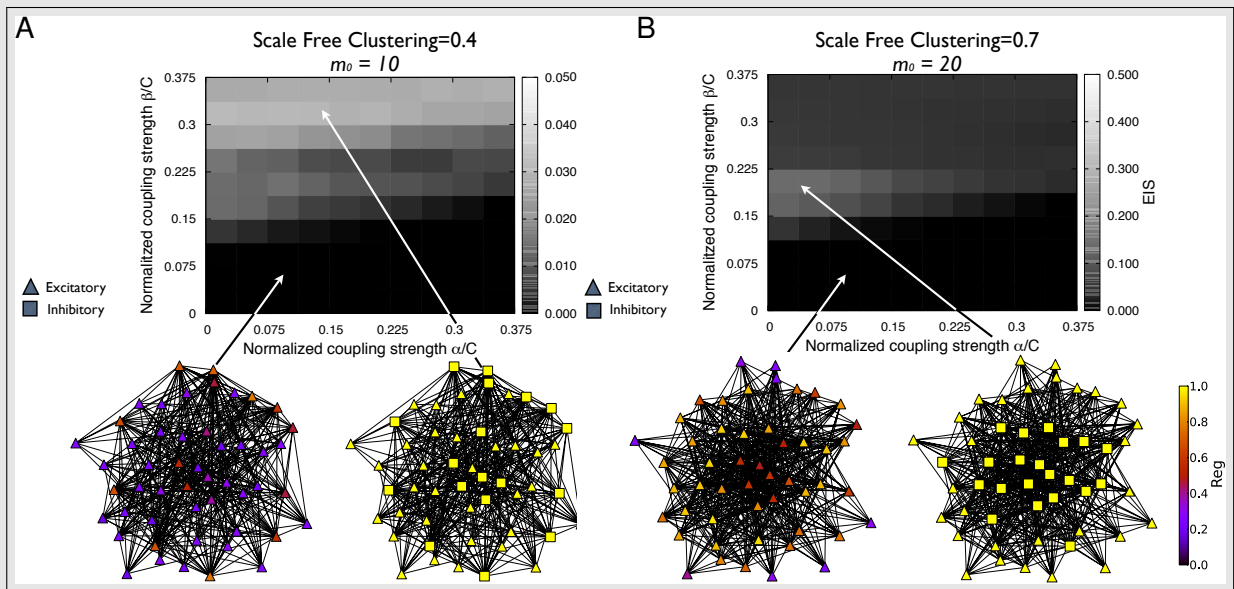 A
Scale Free Clustering=0.4
m₀ = 10
Normalitzed coupling strength β/C
0.375
0.3
0.225
0.15
0.075
0
0 0.075 0.15 0.225 0.3 0.375
Normalized coupling strength α/C
0.050
0.040
0.030
0.020
0.010
0.000
Excitatory
Inhibitory
B
Scale Free Clustering=0.7
m₀ = 20
Normalitzed coupling strength β/C
0.375
0.3
0.225
0.15
0.075
0
0 0.075 0.15 0.225 0.3 0.375
Normalized coupling strength α/C
0.500
0.400
0.300
0.200
0.100
0.000
EIS
Excitatory
Inhibitory
1.0
0.8
0.6
0.4
0.2
0.0
Reg